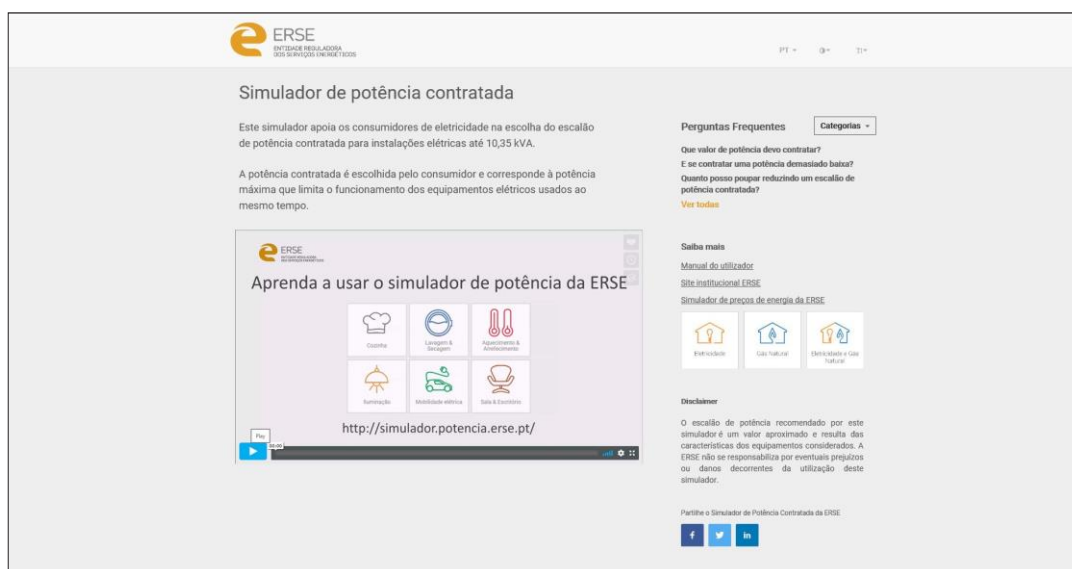 ERSE
ENTIDADE REGULADORA
DOS SERVIÇOS ENERGÉTICOS
PT
Simulador de potência contratada
Este simulador apoia os consumidores de eletricidade na escolha do escalão
de potência contratada para instalações elétricas até 10,35 kVA.
A potência contratada é escolhida pelo consumidor e corresponde à potência
máxima que limita o funcionamento dos equipamentos elétricos usados ao
mesmo tempo.
ERSE
ENTIDADE REGULADORA
DOS SERVIÇOS ENERGÉTICOS
Aprenda a usar o simulador de potência da ERSE
Cozinha
Lavagem &
Secagem
Aquecimento &
Arrefecimento
Iluminação
Mobilidade elétrica
Sala & Escritório
http://simulador.potencia.erse.pt/
Play
00:00
Perguntas Frequentes
Categorias
Que valor de potência devo contratar?
E se contratar uma potência demasiado baixa?
Quanto posso poupar reduzindo um escalão de
potência contratada?
Ver todas
Saiba mais
Manual do utilizador
Site institucional ERSE
Simulador de preços de energia da ERSE
Eletricidade
Gás Natural
Eletricidade e Gás
Natural
Disclaimer
O escalão de potência recomendado por este
simulador é um valor aproximado e resulta das
características dos equipamentos considerados. A
ERSE não se responsabiliza por eventuais prejuízos
ou danos decorrentes da utilização deste
simulador.
Partilhe o Simulador de Potência Contratada da ERSE
f
in